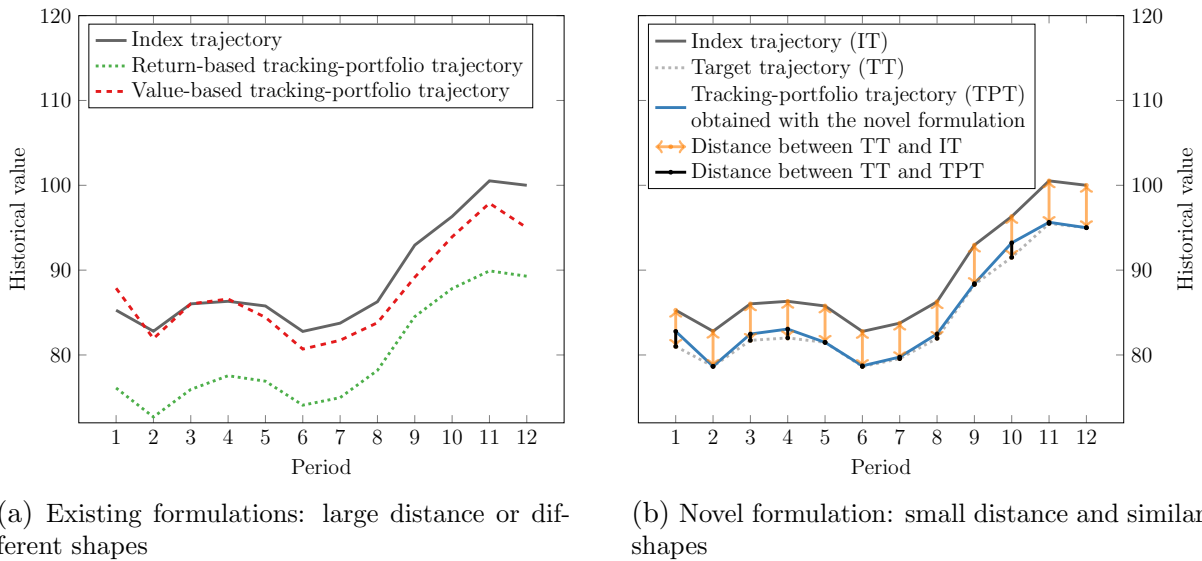 120
110
100
90
80
Historical value
Index trajectory
Return-based tracking-portfolio trajectory
Value-based tracking-portfolio trajectory
1 2 3 4 5 6 7 8 9 10 11 12
Period
(a) Existing formulations: large distance or dif-
ferent shapes
Index trajectory (IT)
Target trajectory (TT)
Tracking-portfolio trajectory (TPT)
obtained with the novel formulation
Distance between TT and IT
Distance between TT and TPT
120
110
100
90
80
Historical value
1 2 3 4 5 6 7 8 9 10 11 12
Period
(b) Novel formulation: small distance and similar
shapes